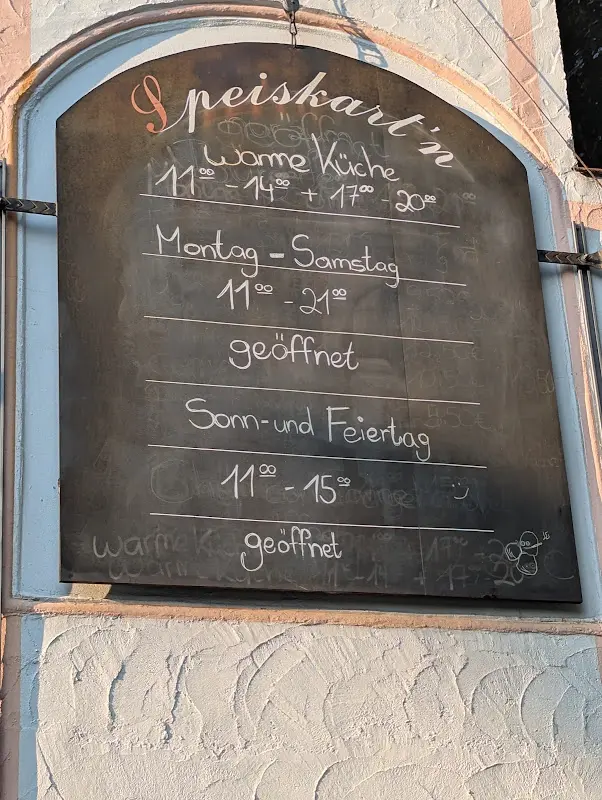 Speiskart'n
warme Küche
11⁰⁰ - 14⁰⁰ + 17⁰⁰ - 20⁰⁰
Montag - Samstag
11⁰⁰ - 21⁰⁰
geöffnet
Sonn- und Feiertag
11⁰⁰ - 15⁰⁰
geöffnet